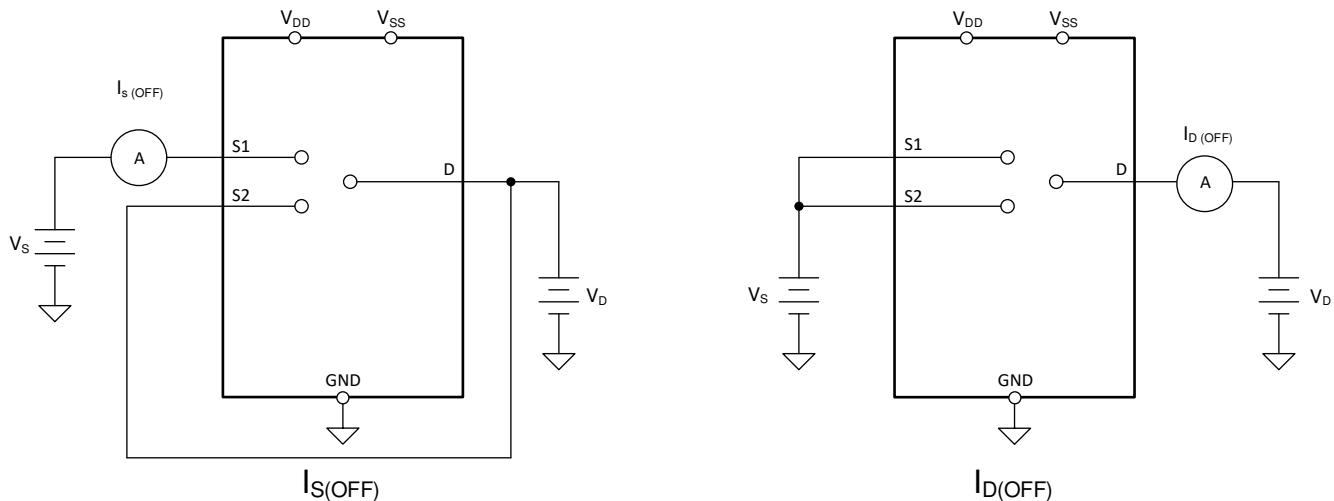 V_DD V_SS
I_s (OFF)
A
S1
D
S2
V_S
V_D
GND
I_S(OFF)
V_DD V_SS
S1
I_D (OFF)
D
A
S2
V_S
V_D
GND
I_D(OFF)